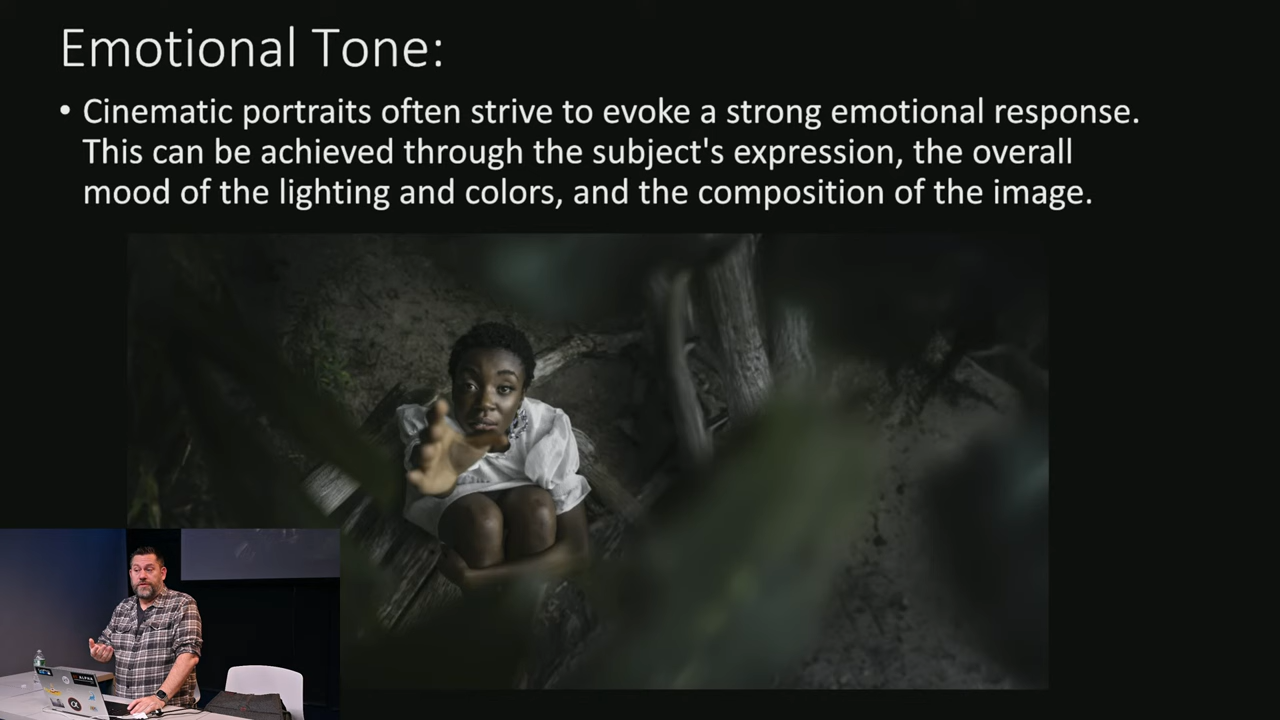 Emotional Tone:
• Cinematic portraits often strive to evoke a strong emotional response.
This can be achieved through the subject's expression, the overall
mood of the lighting and colors, and the composition of the image.
ALPHA